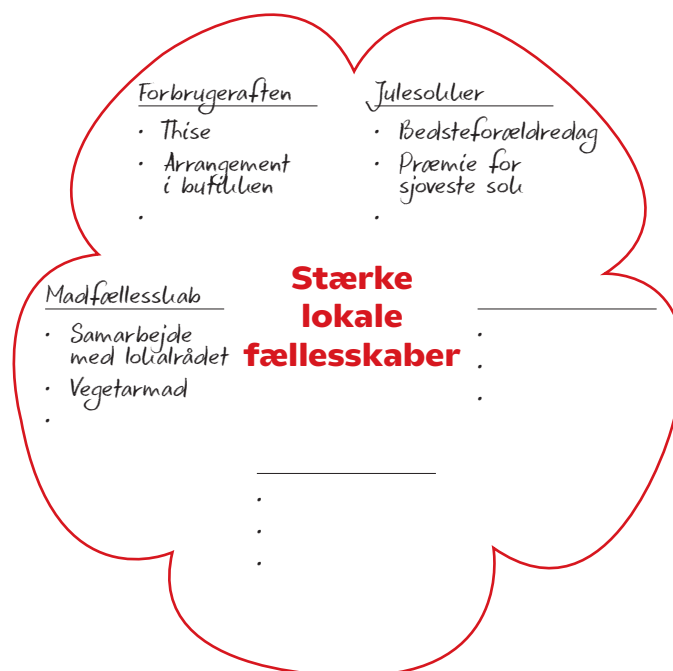 Forbrugeraften
· Thise
· Arrangement
i butikken
·
Julesokker
· Bedsteforældredag
· Præmie for
sjoveste sok
·
Madfællesskab
· Samarbejde
med lokalrådet
· Vegetarmad
·
Stærke
lokale
fællesskaber
·
·
·
·
·
·